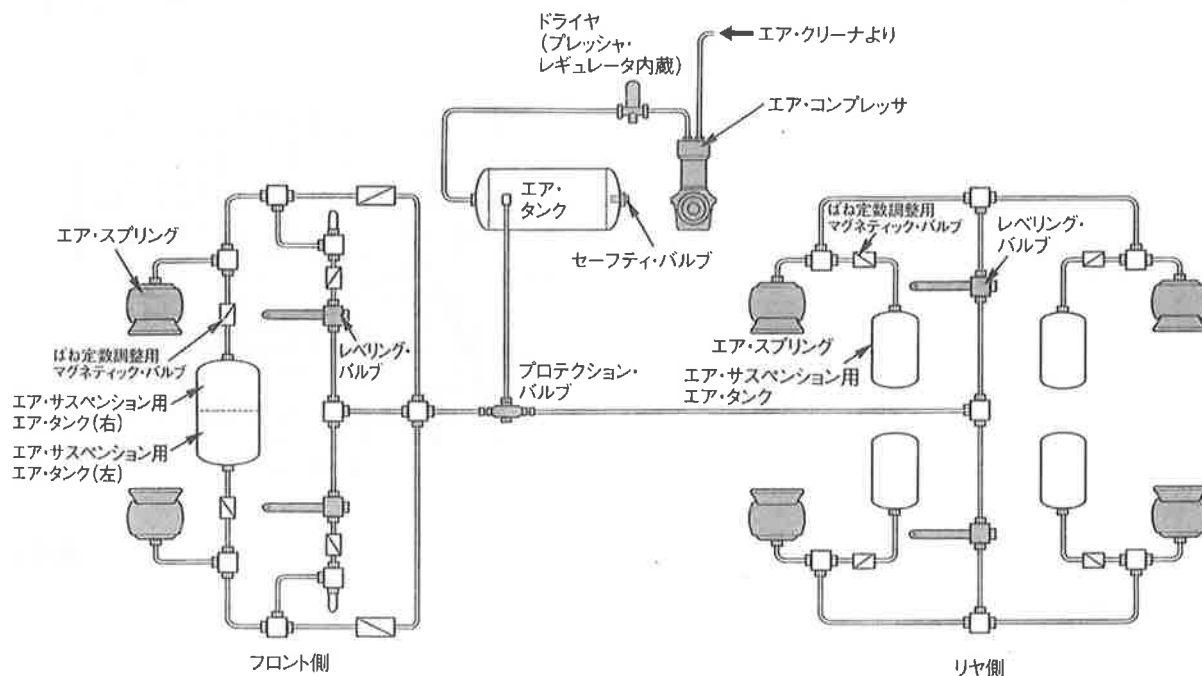 ドライヤ
(プレッシャ・
レギュレータ内蔵)
エア・クリーナより
エア・コンプレッサ
エア・
タンク
セーフティ・バルブ
エア・スプリング
ばね定数調整用
マグネティック・バルブ
エア・サスペンション用
エア・タンク(右)
エア・サスペンション用
エア・タンク(左)
レベリング・
バルブ
プロテクション・
バルブ
ばね定数調整用
マグネティック・バルブ
レベリング・
バルブ
エア・スプリング
エア・サスペンション用
エア・タンク
フロント側
リヤ側